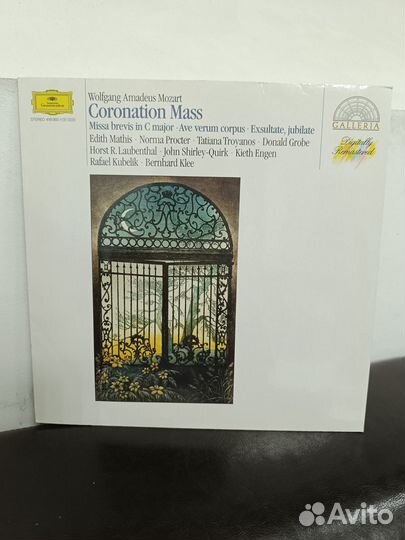 Wolfgang Amadeus Mozart
Coronation Mass
Missa brevis in C major · Ave verum corpus · Exsultate, jubilate
Edith Mathis · Norma Procter · Tatiana Troyanos · Donald Grobe
Horst R. Laubenthal · John Shirley-Quirk · Kieth Engen
Rafael Kubelik · Bernhard Klee
STEREO
GALLERIA
Digitally
Remastered
Avito